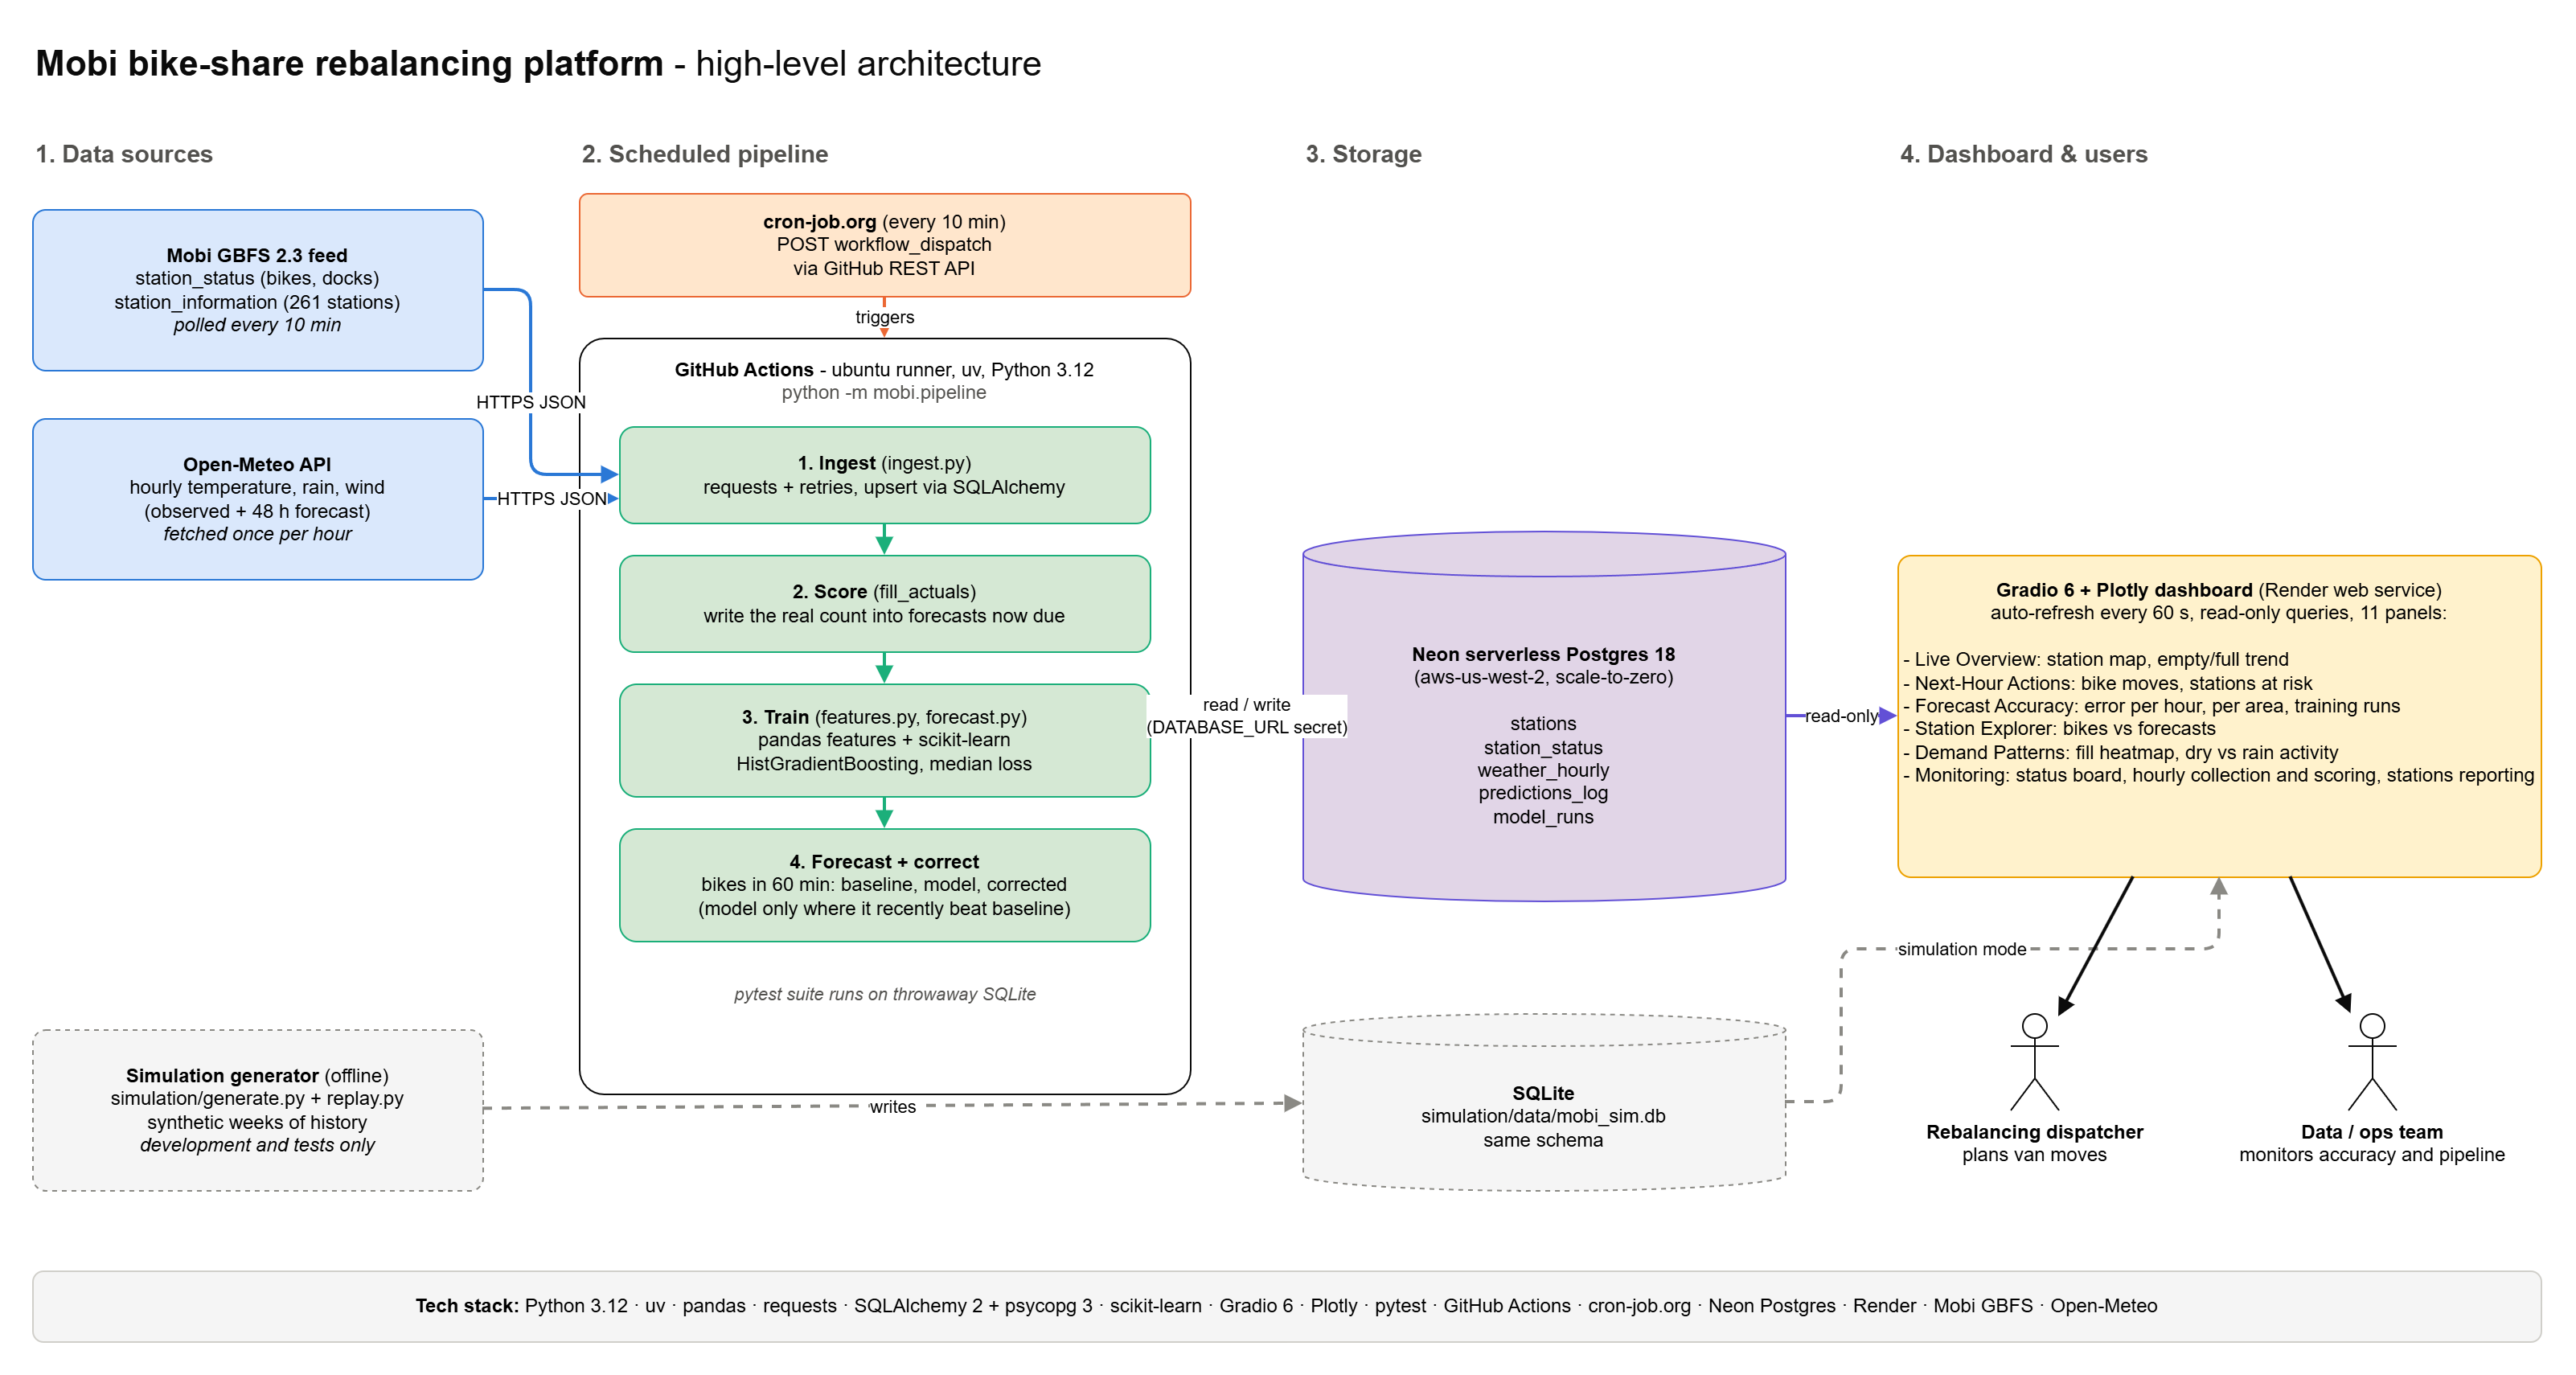 Mobi bike-share rebalancing platform - high-level architecture
1. Data sources
2. Scheduled pipeline
3. Storage
4. Dashboard & users
Mobi GBFS 2.3 feed
station_status (bikes, docks)
station_information (261 stations)
polled every 10 min
Open-Meteo API
hourly temperature, rain, wind
(observed + 48 h forecast)
fetched once per hour
HTTPS JSON
HTTPS JSON
cron-job.org (every 10 min)
POST workflow_dispatch
via GitHub REST API
triggers
GitHub Actions - ubuntu runner, uv, Python 3.12
python -m mobi.pipeline
1. Ingest (ingest.py)
requests + retries, upsert via SQLAlchemy
2. Score (fill_actuals)
write the real count into forecasts now due
3. Train (features.py, forecast.py)
pandas features + scikit-learn
HistGradientBoosting, median loss
4. Forecast + correct
bikes in 60 min: baseline, model, corrected
(model only where it recently beat baseline)
pytest suite runs on throwaway SQLite
read / write
(DATABASE_URL secret)
Neon serverless Postgres 18
(aws-us-west-2, scale-to-zero)
stations
station_status
weather_hourly
predictions_log
model_runs
read-only
Gradio 6 + Plotly dashboard (Render web service)
auto-refresh every 60 s, read-only queries, 11 panels:
- Live Overview: station map, empty/full trend
- Next-Hour Actions: bike moves, stations at risk
- Forecast Accuracy: error per hour, per area, training runs
- Station Explorer: bikes vs forecasts
- Demand Patterns: fill heatmap, dry vs rain activity
- Monitoring: status board, hourly collection and scoring, stations reporting
simulation mode
Simulation generator (offline)
simulation/generate.py + replay.py
synthetic weeks of history
development and tests only
writes
SQLite
simulation/data/mobi_sim.db
same schema
Rebalancing dispatcher
plans van moves
Data / ops team
monitors accuracy and pipeline
Tech stack: Python 3.12 · uv · pandas · requests · SQLAlchemy 2 + psycopg 3 · scikit-learn · Gradio 6 · Plotly · pytest · GitHub Actions · cron-job.org · Neon Postgres · Render · Mobi GBFS · Open-Meteo